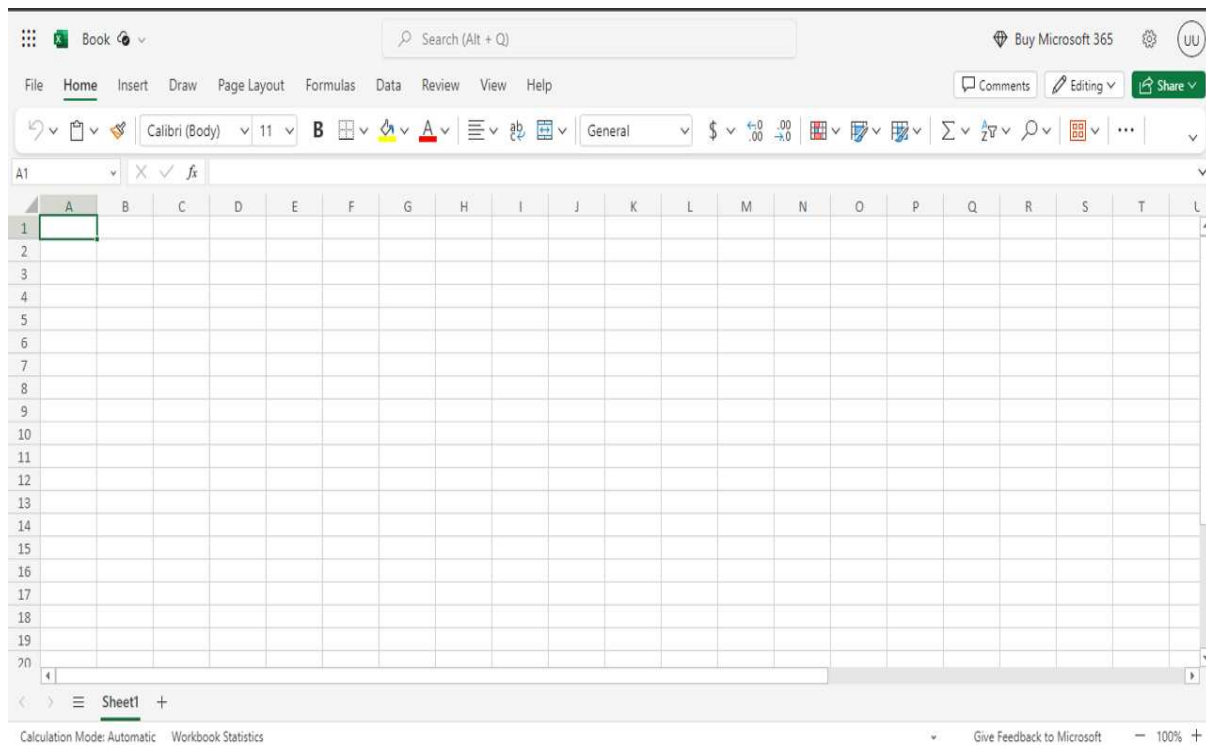 Book
Search (Alt + Q)
Buy Microsoft 365
UU
File Home Insert Draw Page Layout Formulas Data Review View Help
Comments Editing Share
Calibri (Body) 11 B A ab General $ .00 .00
A1 fx
A B C D E F G H I J K L M N O P Q R S T
1
2
3
4
5
6
7
8
9
10
11
12
13
14
15
16
17
18
19
20
Sheet1 +
Calculation Mode: Automatic Workbook Statistics Give Feedback to Microsoft − 100% +